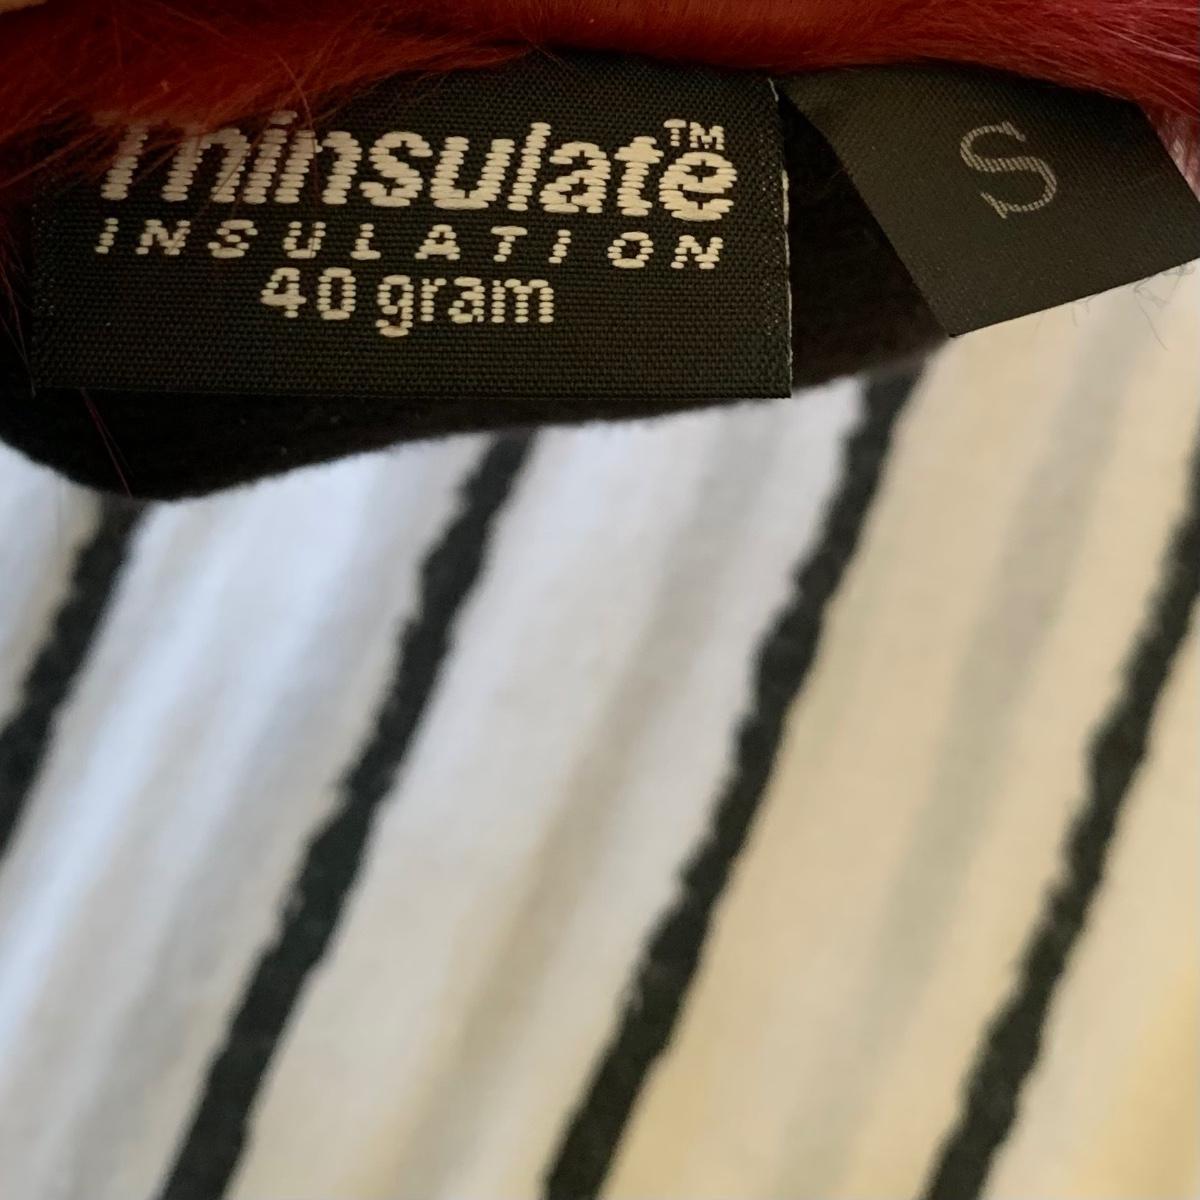 Thinsulate™
INSULATION
40 gram
S